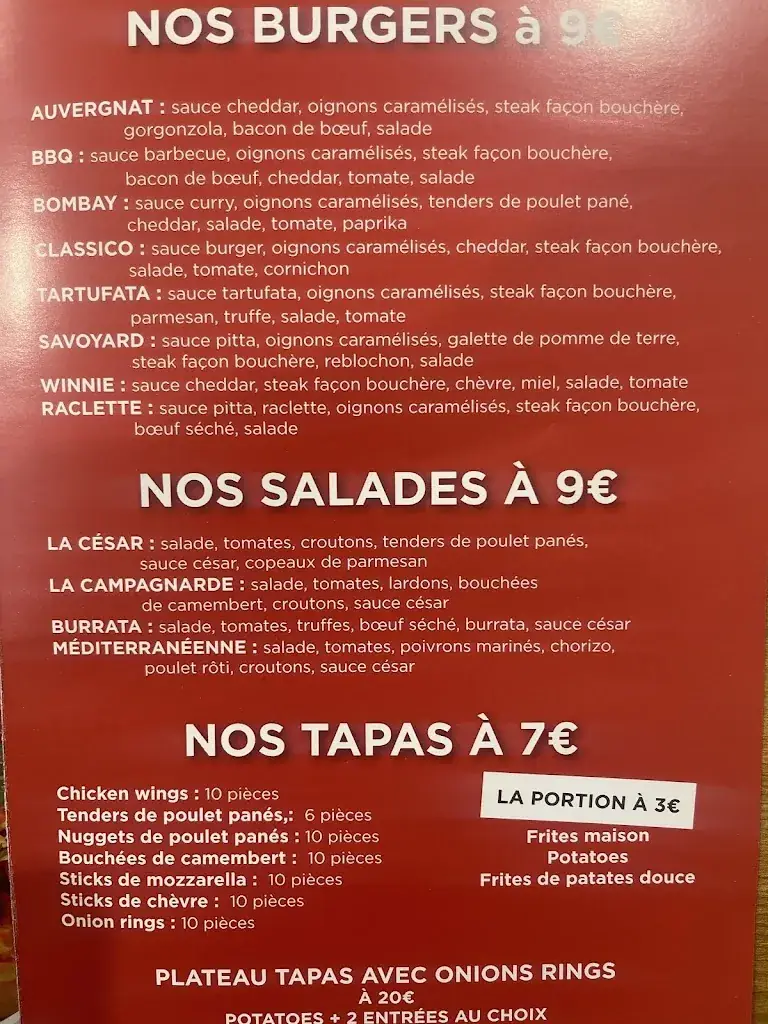 NOS BURGERS à 9€
AUVERGNAT : sauce cheddar, oignons caramélisés, steak façon bouchère,
gorgonzola, bacon de bœuf, salade
BBQ : sauce barbecue, oignons caramélisés, steak façon bouchère,
bacon de bœuf, cheddar, tomate, salade
BOMBAY : sauce curry, oignons caramélisés, tenders de poulet pané,
cheddar, salade, tomate, paprika
CLASSICO : sauce burger, oignons caramélisés, cheddar, steak façon bouchère,
salade, tomate, cornichon
TARTUFATA : sauce tartufata, oignons caramélisés, steak façon bouchère,
parmesan, truffe, salade, tomate
SAVOYARD : sauce pitta, oignons caramélisés, galette de pomme de terre,
steak façon bouchère, reblochon, salade
WINNIE : sauce cheddar, steak façon bouchère, chèvre, miel, salade, tomate
RACLETTE : sauce pitta, raclette, oignons caramélisés, steak façon bouchère,
bœuf séché, salade
NOS SALADES À 9€
LA CÉSAR : salade, tomates, croutons, tenders de poulet panés,
sauce césar, copeaux de parmesan
LA CAMPAGNARDE : salade, tomates, lardons, bouchées
de camembert, croutons, sauce césar
BURRATA : salade, tomates, truffes, bœuf séché, burrata, sauce césar
MÉDITERRANÉENNE : salade, tomates, poivrons marinés, chorizo,
poulet rôti, croutons, sauce césar
NOS TAPAS À 7€
Chicken wings : 10 pièces
Tenders de poulet panés,: 6 pièces
Nuggets de poulet panés : 10 pièces
Bouchées de camembert : 10 pièces
Sticks de mozzarella : 10 pièces
Sticks de chèvre : 10 pièces
Onion rings : 10 pièces
LA PORTION À 3€
Frites maison
Potatoes
Frites de patates douce
PLATEAU TAPAS AVEC ONIONS RINGS
À 20€
POTATOES + 2 ENTRÉES AU CHOIX